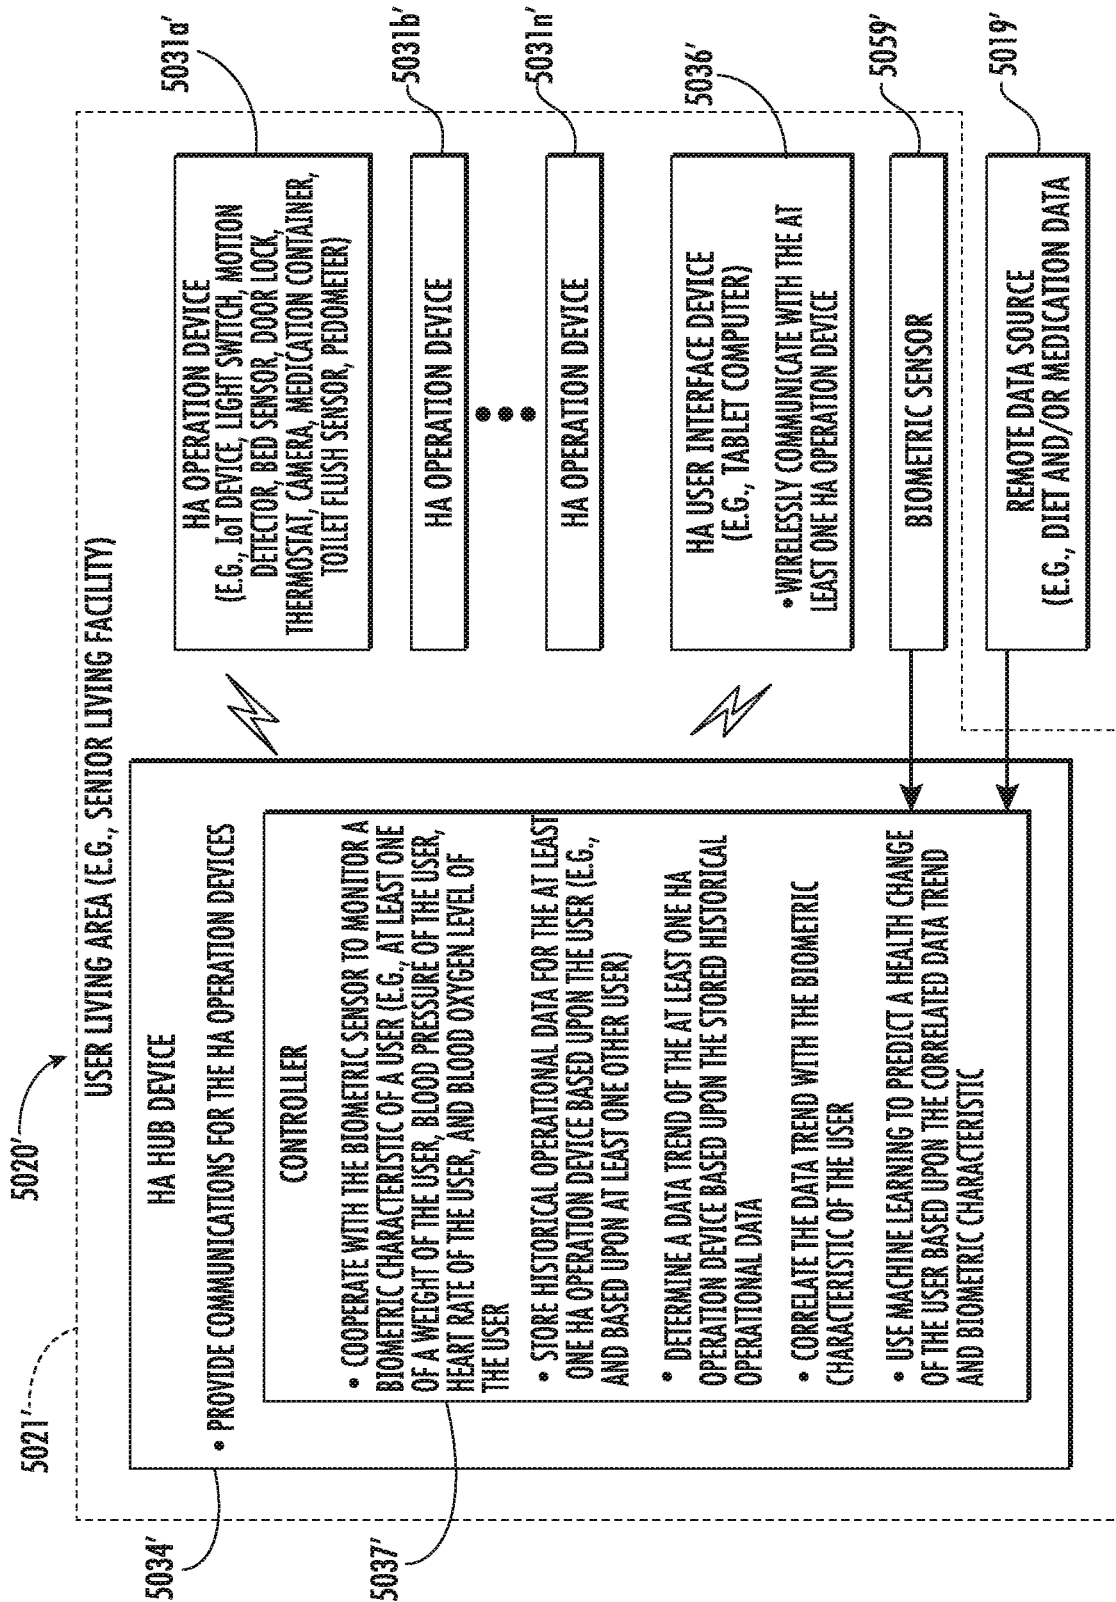 5020'
5021'
USER LIVING AREA (E.G., SENIOR LIVING FACILITY)
5034'
HA HUB DEVICE
• PROVIDE COMMUNICATIONS FOR THE HA OPERATION DEVICES
5037'
CONTROLLER
• COOPERATE WITH THE BIOMETRIC SENSOR TO MONITOR A
BIOMETRIC CHARACTERISTIC OF A USER (E.G., AT LEAST ONE
OF A WEIGHT OF THE USER, BLOOD PRESSURE OF THE USER,
HEART RATE OF THE USER, AND BLOOD OXYGEN LEVEL OF
THE USER
• STORE HISTORICAL OPERATIONAL DATA FOR THE AT LEAST
ONE HA OPERATION DEVICE BASED UPON THE USER (E.G.,
AND BASED UPON AT LEAST ONE OTHER USER)
• DETERMINE A DATA TREND OF THE AT LEAST ONE HA
OPERATION DEVICE BASED UPON THE STORED HISTORICAL
OPERATIONAL DATA
• CORRELATE THE DATA TREND WITH THE BIOMETRIC
CHARACTERISTIC OF THE USER
• USE MACHINE LEARNING TO PREDICT A HEALTH CHANGE
OF THE USER BASED UPON THE CORRELATED DATA TREND
AND BIOMETRIC CHARACTERISTIC
5031a'
HA OPERATION DEVICE
(E.G., IoT DEVICE, LIGHT SWITCH, MOTION
DETECTOR, BED SENSOR, DOOR LOCK,
THERMOSTAT, CAMERA, MEDICATION CONTAINER,
TOILET FLUSH SENSOR, PEDOMETER)
5031b'
HA OPERATION DEVICE
5031n'
HA OPERATION DEVICE
5036'
HA USER INTERFACE DEVICE
(E.G., TABLET COMPUTER)
• WIRELESSLY COMMUNICATE WITH THE AT
LEAST ONE HA OPERATION DEVICE
5059'
BIOMETRIC SENSOR
5019'
REMOTE DATA SOURCE
(E.G., DIET AND/OR MEDICATION DATA